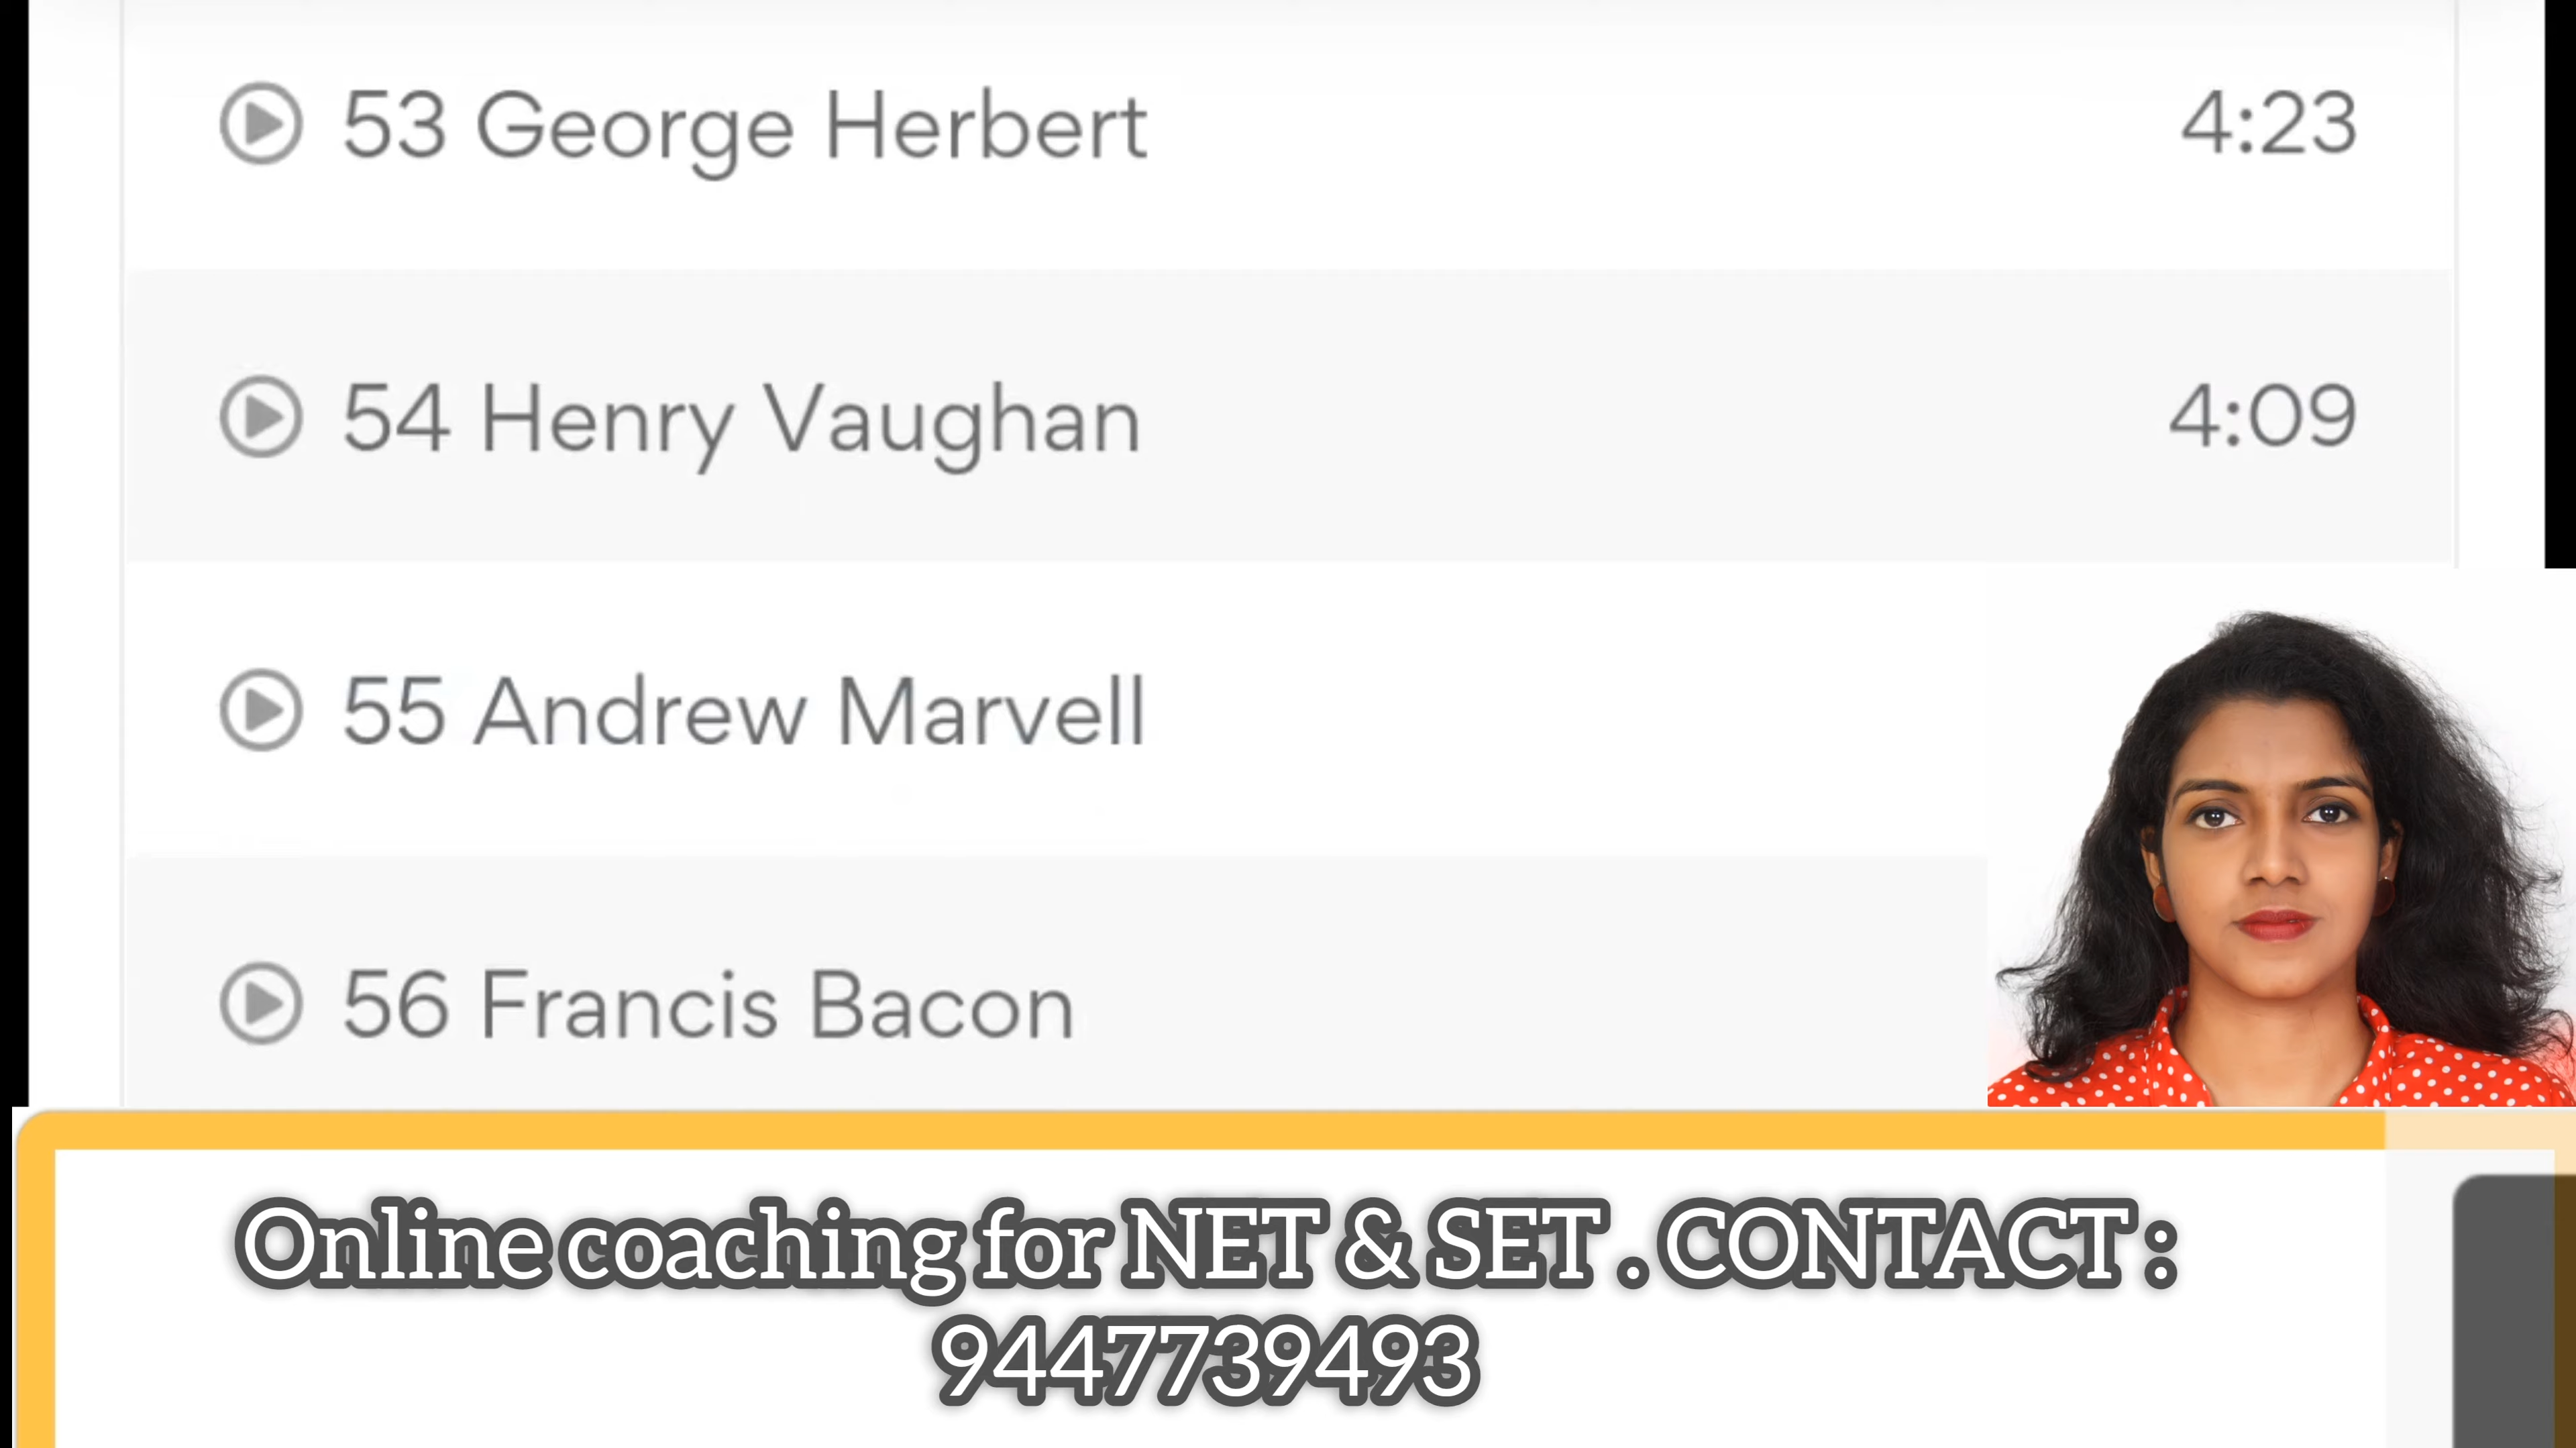 53 George Herbert 4:23
54 Henry Vaughan 4:09
55 Andrew Marvell
56 Francis Bacon
Online coaching for NET & SET . CONTACT :
9447739493